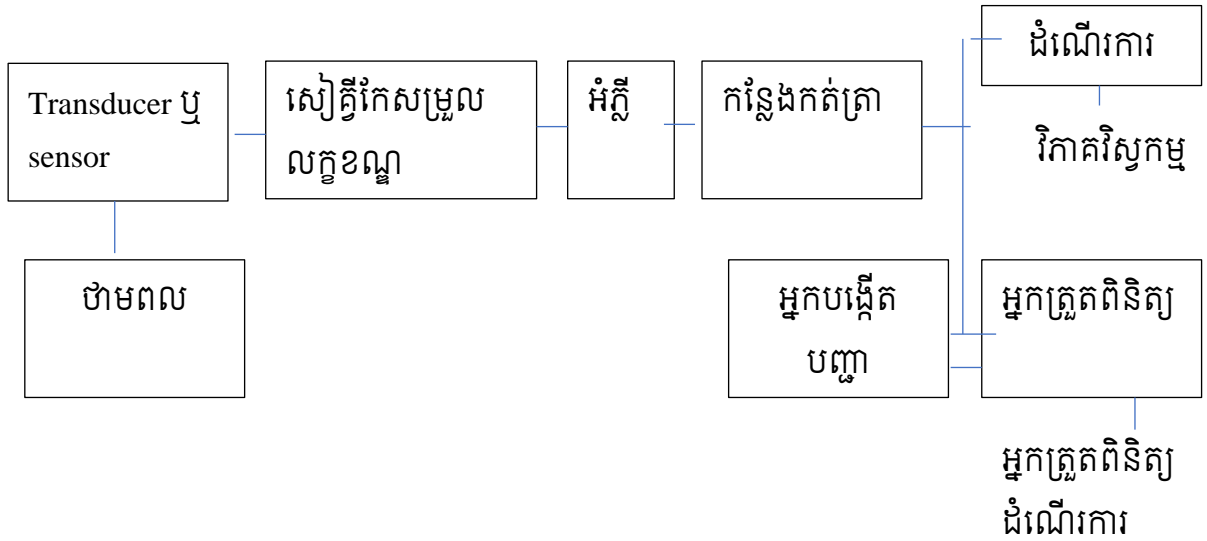 Transducer ឬ
sensor
សៀគ្វីកែសម្រួល
លក្ខខណ្ឌ
អំភ្លី
កន្លែងកត់ត្រា
ដំណើរការ
វិភាគវិស្វកម្ម
ថាមពល
អ្នកបង្កើត
បញ្ជា
អ្នកត្រួតពិនិត្យ
អ្នកត្រួតពិនិត្យ
ដំណើរការ